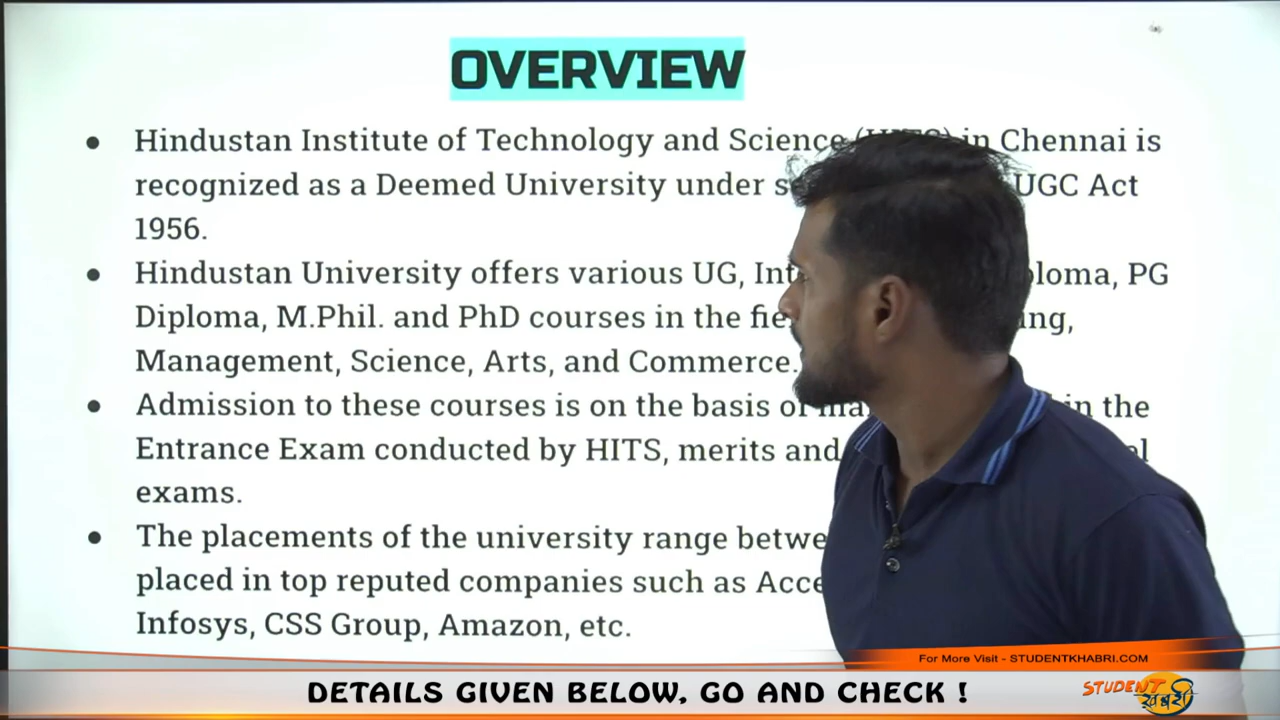 OVERVIEW
Hindustan Institute of Technology and Science (HITS) in Chennai is
recognized as a Deemed University under UGC Act
1956.
Hindustan University offers various UG, PG
Diploma, M.Phil. and PhD courses in the
Management, Science, Arts, and Commerce.
Admission to these courses is on the basis of in the
Entrance Exam conducted by HITS, merits and
exams.
The placements of the university range
placed in top reputed companies such as
Infosys, CSS Group, Amazon, etc.
For More Visit - STUDENTKHABRI.COM
DETAILS GIVEN BELOW, GO AND CHECK !
STUDENT
खबरी